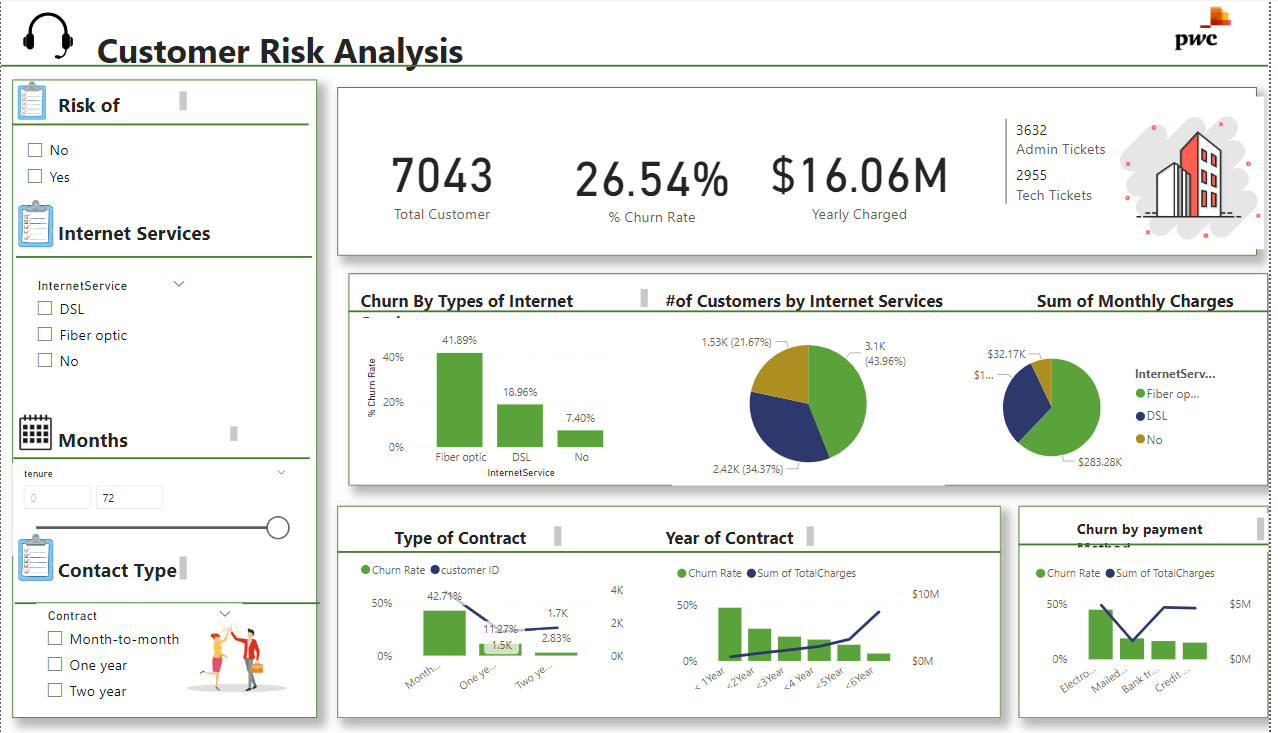 Customer Risk Analysis
pwc
Risk of
No
Yes
Internet Services
InternetService
DSL
Fiber optic
No
Months
tenure
0 72
Contact Type
Contract
Month-to-month
One year
Two year
7043
Total Customer
26.54%
% Churn Rate
$16.06M
Yearly Charged
3632
Admin Tickets
2955
Tech Tickets
Churn By Types of Internet
% Churn Rate
40%
20%
0%
41.89%
18.96%
7.40%
Fiber optic DSL No
InternetService
#of Customers by Internet Services
1.53K (21.67%)
3.1K
(43.96%)
2.42K (34.37%)
Sum of Monthly Charges
$32.17K
$1...
$283.28K
InternetServ...
Fiber op...
DSL
No
Type of Contract
Churn Rate customer ID
50%
0%
42.71%
11.27%
1.5K
1.7K
2.83%
4K
2K
0K
Month... One ye... Two ye...
Year of Contract
Churn Rate Sum of TotalCharges
50%
0%
$10M
$0M
< 1Year <2Year <3Year <4 Year <5Year <6Year
Churn by payment
Churn Rate Sum of TotalCharges
50%
0%
$5M
$0M
Electro... Mailed... Bank tr... Credit ...